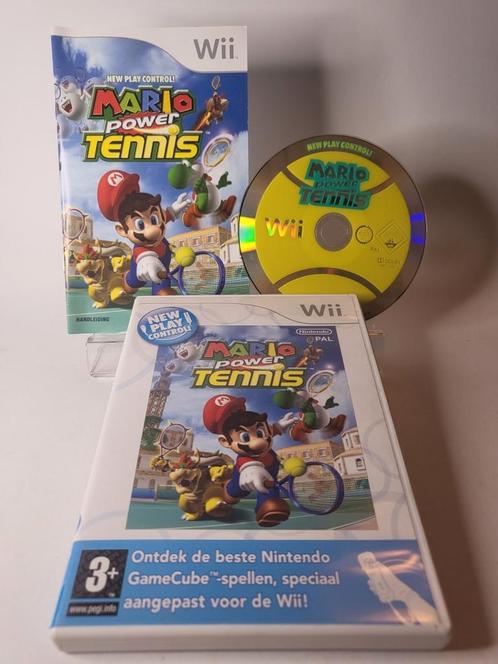 Wii
NEW PLAY CONTROL!
MARIO
POWER
TENNIS
HANDLEIDING
NEW PLAY CONTROL!
MARIO
POWER
TENNIS
Wii
PAL
DOLBY
Wii
NEW
PLAY
CONTROL!
Nintendo
PAL
MARIO
POWER
TENNIS
3+
www.pegi.info
Ontdek de beste Nintendo
GameCube™-spellen, speciaal
aangepast voor de Wii!